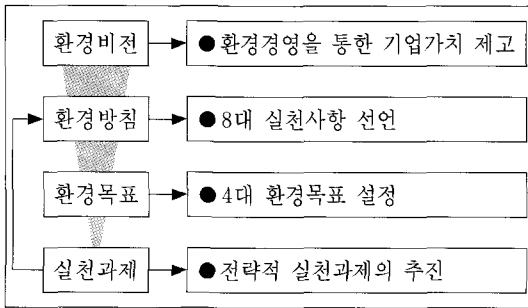 환경비전 ●환경경영을 통한 기업가치 제고
환경방침 ●8대 실천사항 선언
환경목표 ●4대 환경목표 설정
실천과제 ●전략적 실천과제의 추진